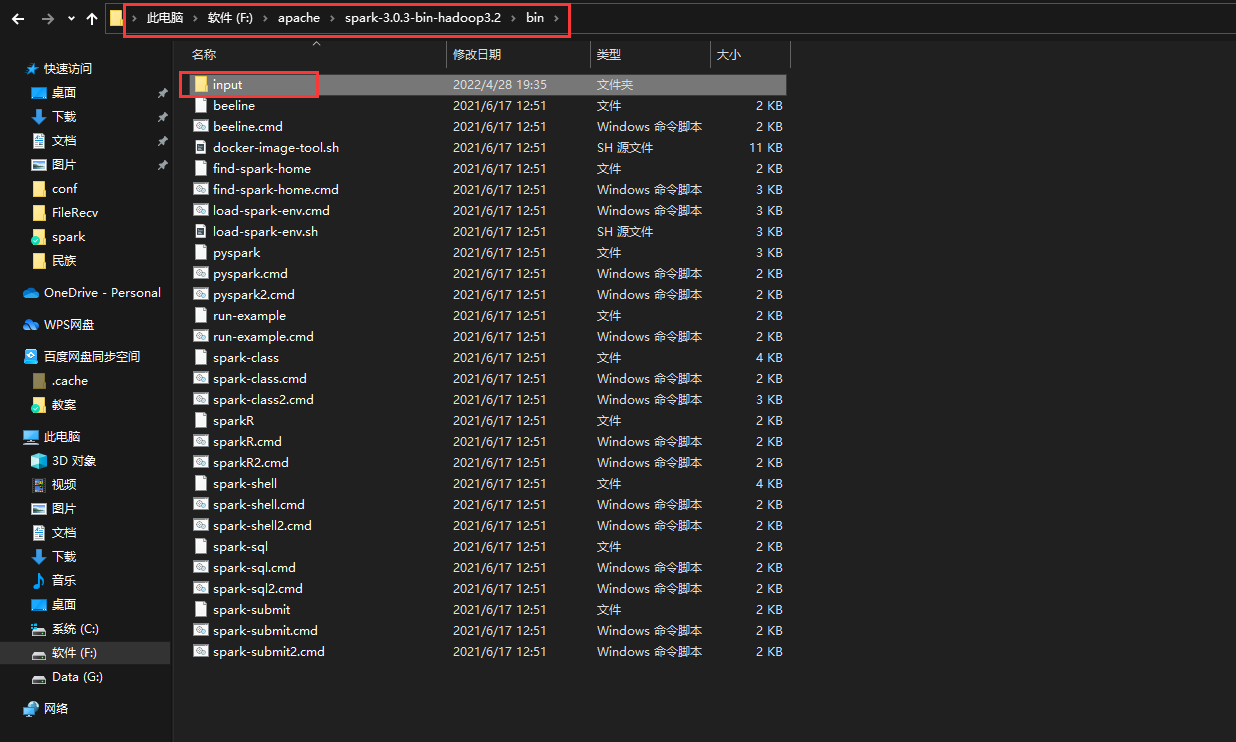 此电脑 › 软件 (F:) › apache › spark-3.0.3-bin-hadoop3.2 › bin ›
名称 修改日期 类型 大小
快速访问
桌面
下载
文档
图片
conf
FileRecv
spark
民族
OneDrive - Personal
WPS网盘
百度网盘同步空间
.cache
教案
此电脑
3D 对象
视频
图片
文档
下载
音乐
桌面
系统 (C:)
软件 (F:)
Data (G:)
网络
input 2022/4/28 19:35 文件夹
beeline 2021/6/17 12:51 文件 2 KB
beeline.cmd 2021/6/17 12:51 Windows 命令脚本 2 KB
docker-image-tool.sh 2021/6/17 12:51 SH 源文件 11 KB
find-spark-home 2021/6/17 12:51 文件 2 KB
find-spark-home.cmd 2021/6/17 12:51 Windows 命令脚本 3 KB
load-spark-env.cmd 2021/6/17 12:51 Windows 命令脚本 3 KB
load-spark-env.sh 2021/6/17 12:51 SH 源文件 3 KB
pyspark 2021/6/17 12:51 文件 3 KB
pyspark.cmd 2021/6/17 12:51 Windows 命令脚本 2 KB
pyspark2.cmd 2021/6/17 12:51 Windows 命令脚本 2 KB
run-example 2021/6/17 12:51 文件 2 KB
run-example.cmd 2021/6/17 12:51 Windows 命令脚本 2 KB
spark-class 2021/6/17 12:51 文件 4 KB
spark-class.cmd 2021/6/17 12:51 Windows 命令脚本 2 KB
spark-class2.cmd 2021/6/17 12:51 Windows 命令脚本 3 KB
sparkR 2021/6/17 12:51 文件 2 KB
sparkR.cmd 2021/6/17 12:51 Windows 命令脚本 2 KB
sparkR2.cmd 2021/6/17 12:51 Windows 命令脚本 2 KB
spark-shell 2021/6/17 12:51 文件 4 KB
spark-shell.cmd 2021/6/17 12:51 Windows 命令脚本 2 KB
spark-shell2.cmd 2021/6/17 12:51 Windows 命令脚本 2 KB
spark-sql 2021/6/17 12:51 文件 2 KB
spark-sql.cmd 2021/6/17 12:51 Windows 命令脚本 2 KB
spark-sql2.cmd 2021/6/17 12:51 Windows 命令脚本 2 KB
spark-submit 2021/6/17 12:51 文件 2 KB
spark-submit.cmd 2021/6/17 12:51 Windows 命令脚本 2 KB
spark-submit2.cmd 2021/6/17 12:51 Windows 命令脚本 2 KB